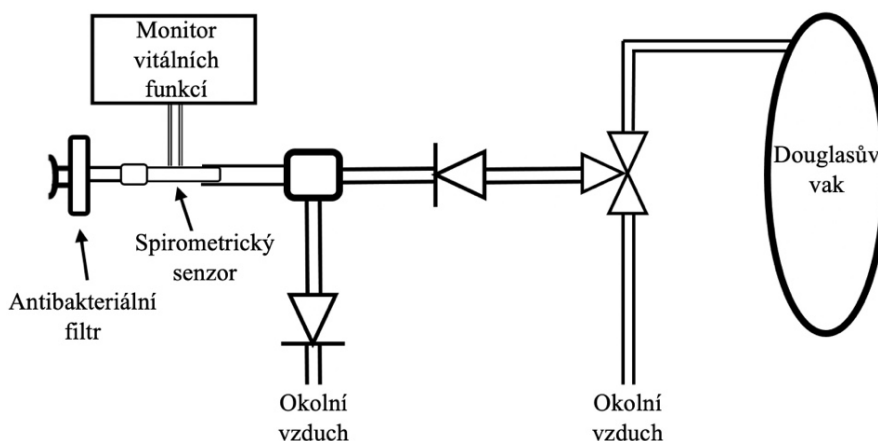 Monitor
vitálních
funkcí
Spirometrický
senzor
Antibakteriální
filtr
Okolní
vzduch
Okolní
vzduch
Douglasův
vak